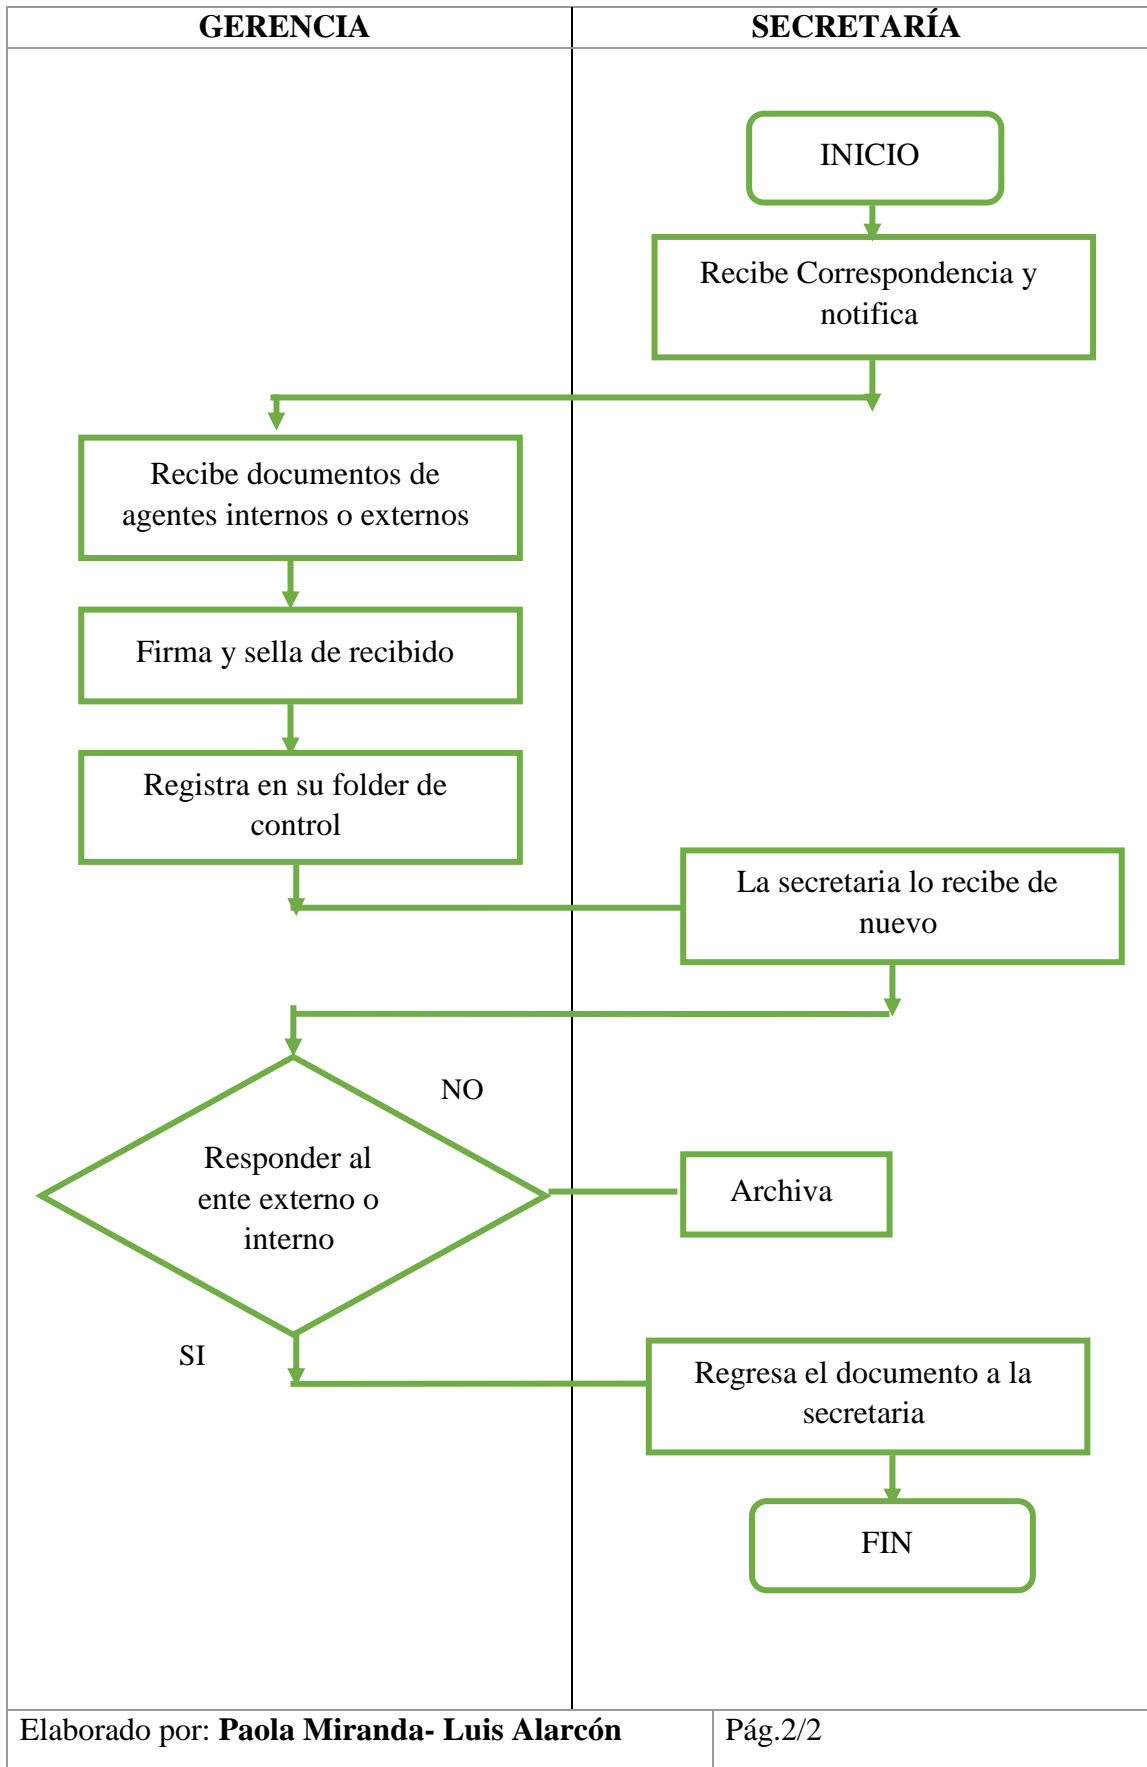 GERENCIA
SECRETARÍA
INICIO
Recibe Correspondencia y
notifica
Recibe documentos de
agentes internos o externos
Firma y sella de recibido
Registra en su folder de
control
La secretaria lo recibe de
nuevo
NO
Responder al
ente externo o
interno
Archiva
SI
Regresa el documento a la
secretaria
FIN
Elaborado por: Paola Miranda- Luis Alarcón
Pág.2/2